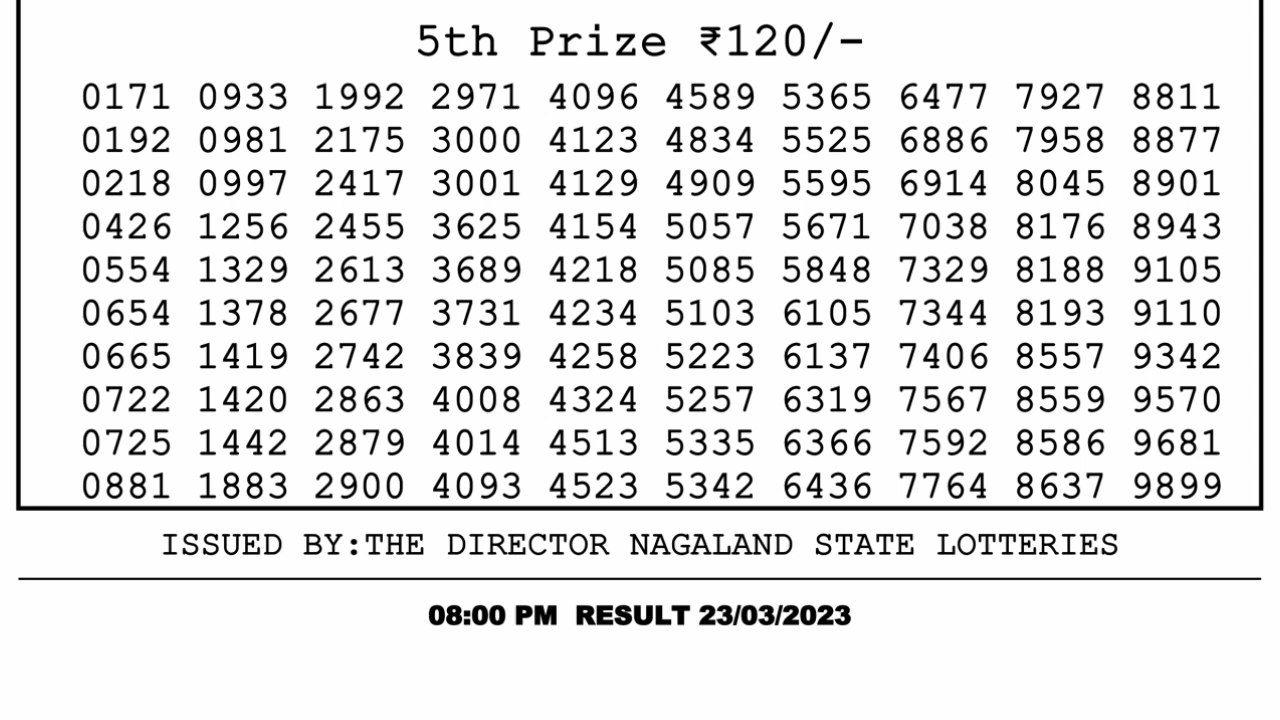 5th Prize ₹120/-
0171 0933 1992 2971 4096 4589 5365 6477 7927 8811
0192 0981 2175 3000 4123 4834 5525 6886 7958 8877
0218 0997 2417 3001 4129 4909 5595 6914 8045 8901
0426 1256 2455 3625 4154 5057 5671 7038 8176 8943
0554 1329 2613 3689 4218 5085 5848 7329 8188 9105
0654 1378 2677 3731 4234 5103 6105 7344 8193 9110
0665 1419 2742 3839 4258 5223 6137 7406 8557 9342
0722 1420 2863 4008 4324 5257 6319 7567 8559 9570
0725 1442 2879 4014 4513 5335 6366 7592 8586 9681
0881 1883 2900 4093 4523 5342 6436 7764 8637 9899
ISSUED BY:THE DIRECTOR NAGALAND STATE LOTTERIES
08:00 PM RESULT 23/03/2023